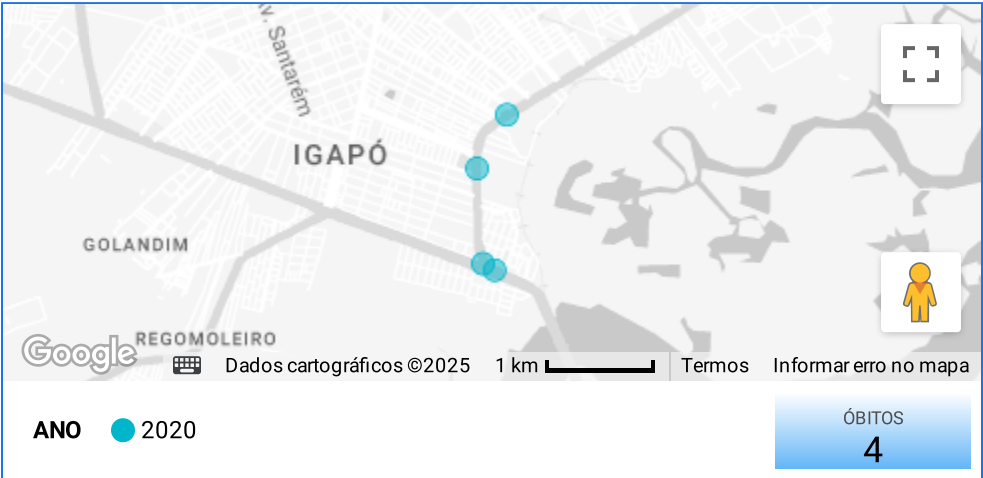 Av. Santarém
IGAPÓ
GOLANDIM
REGOMOLEIRO
Google
Dados cartográficos ©2025
1 km
Termos
Informar erro no mapa
ANO
2020
ÓBITOS
4